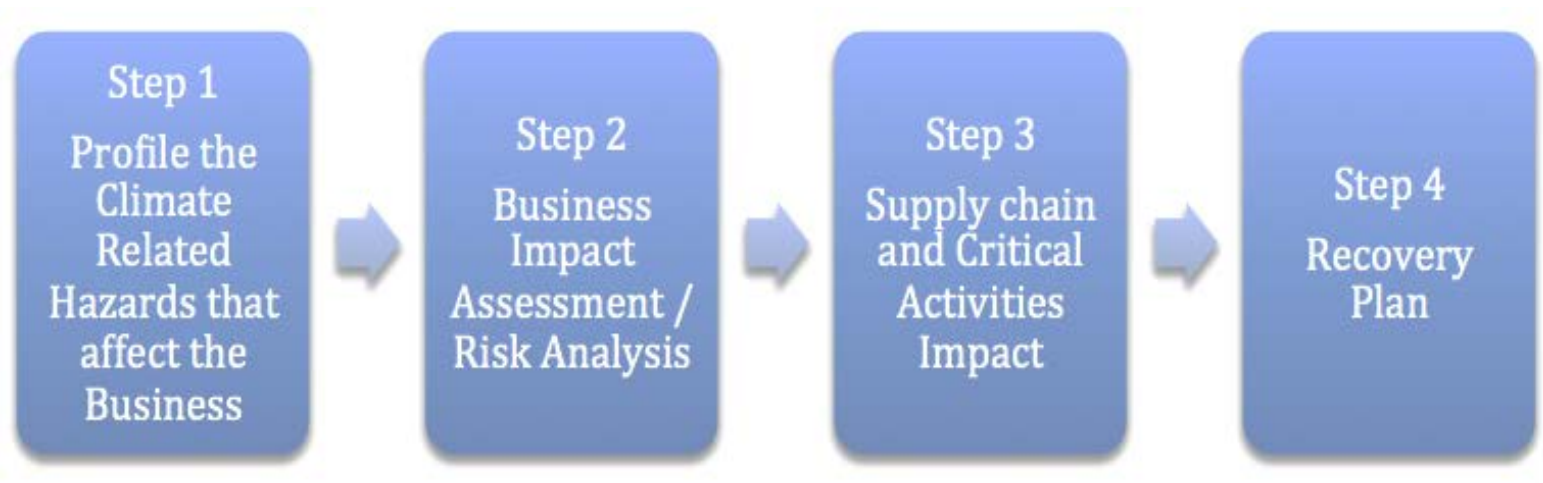 Step 1
Profile the
Climate
Related
Hazards that
affect the
Business
Step 2
Business
Impact
Assessment /
Risk Analysis
Step 3
Supply chain
and Critical
Activities
Impact
Step 4
Recovery
Plan